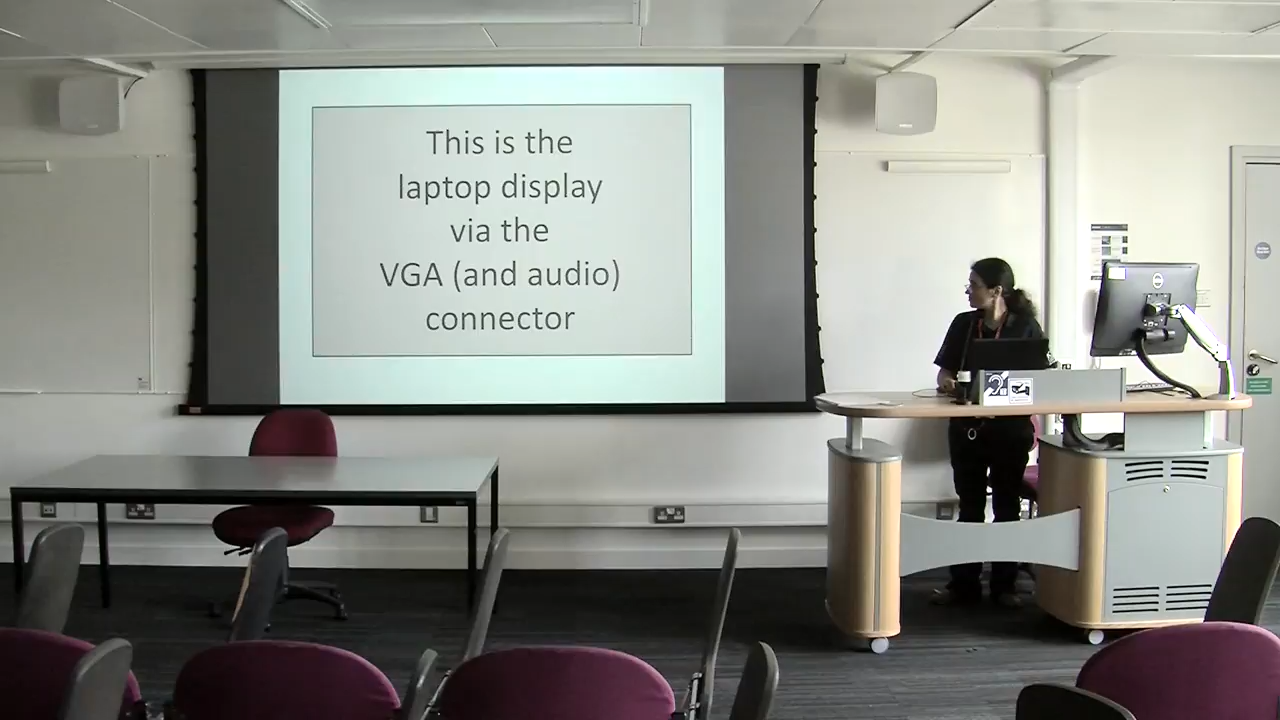 This is the
laptop display
via the
VGA (and audio)
connector